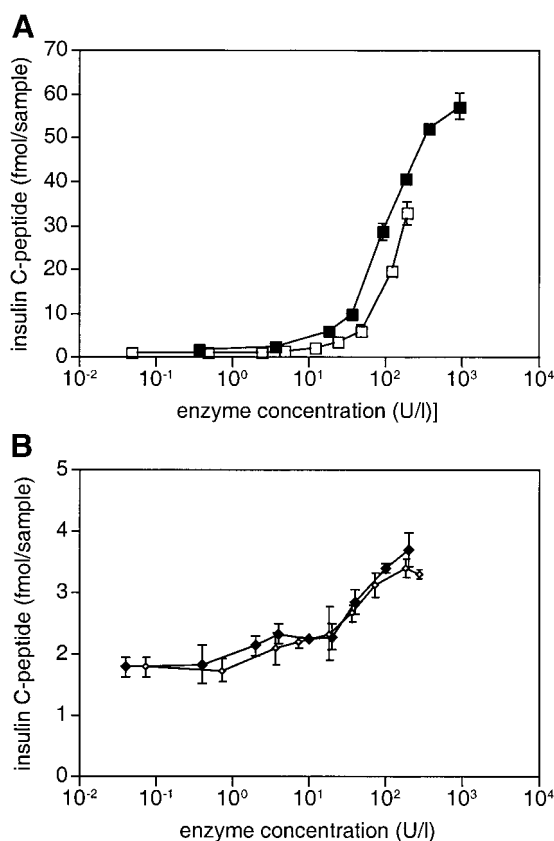 A
70
60
50
40
30
20
10
0
insulin C-peptide (fmol/sample)
10⁻² 10⁻¹ 10⁰ 10¹ 10² 10³ 10⁴
enzyme concentration (U/l)]
B
5
4
3
2
1
0
insulin C-peptide (fmol/sample)
10⁻² 10⁻¹ 10⁰ 10¹ 10² 10³ 10⁴
enzyme concentration (U/l)